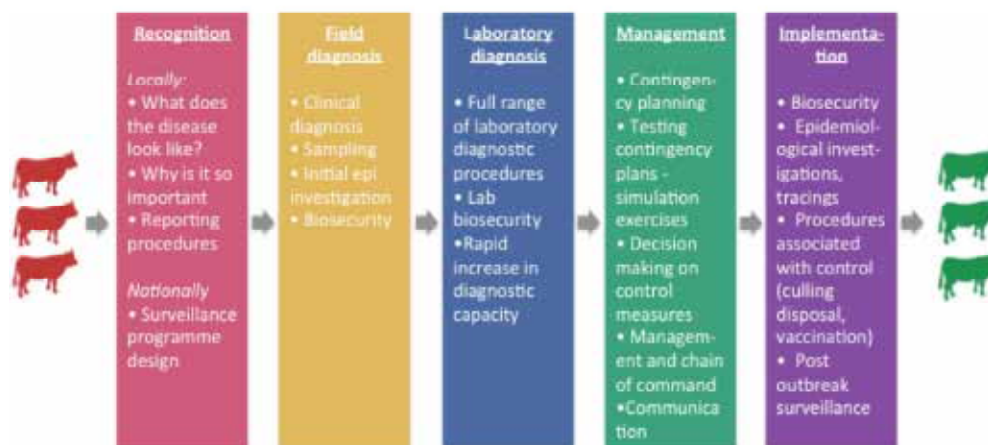 Recognition
Locally:
• What does
the disease
look like?
• Why is it so
important
• Reporting
procedures
Nationally
• Surveillance
programme
design
Field
diagnosis
• Clinical
diagnosis
• Sampling
• Initial epi
investigation
• Biosecurity
Laboratory
diagnosis
• Full range
of laboratory
diagnostic
procedures
• Lab
biosecurity
•Rapid
increase in
diagnostic
capacity
Management
• Contingen-
cy planning
• Testing
contingency
plans -
simulation
exercises
• Decision
making on
control
measures
• Manage-
ment and chain
of command
•Communica
tion
Implementa-
tion
• Biosecurity
• Epidemiol-
ogical invest-
igations,
tracings
• Procedures
associated
with control
(culling
disposal,
vaccination)
• Post
outbreak
surveillance